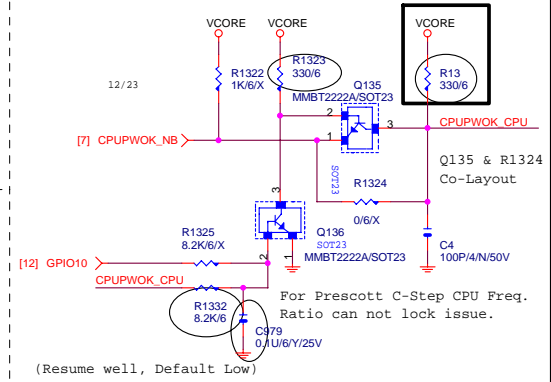 VCORE
VCORE
VCORE
12/23
R1322
1K/6/X
R1323
330/6
R13
330/6
Q135
MMBT2222A/SOT23
2
1
3
CPUPWOK_CPU
[7] CPUPWOK_NB
Q135 & R1324
Co-Layout
SOT23
R1324
0/6/X
3
Q136
SOT23
MMBT2222A/SOT23
2
1
C4
100P/4/N/50V
R1325
8.2K/6/X
[12] GPIO10
CPUPWOK_CPU
R1332
8.2K/6
C979
0.1U/6/Y/25V
For Prescott C-Step CPU Freq.
Ratio can not lock issue.
(Resume well, Default Low)